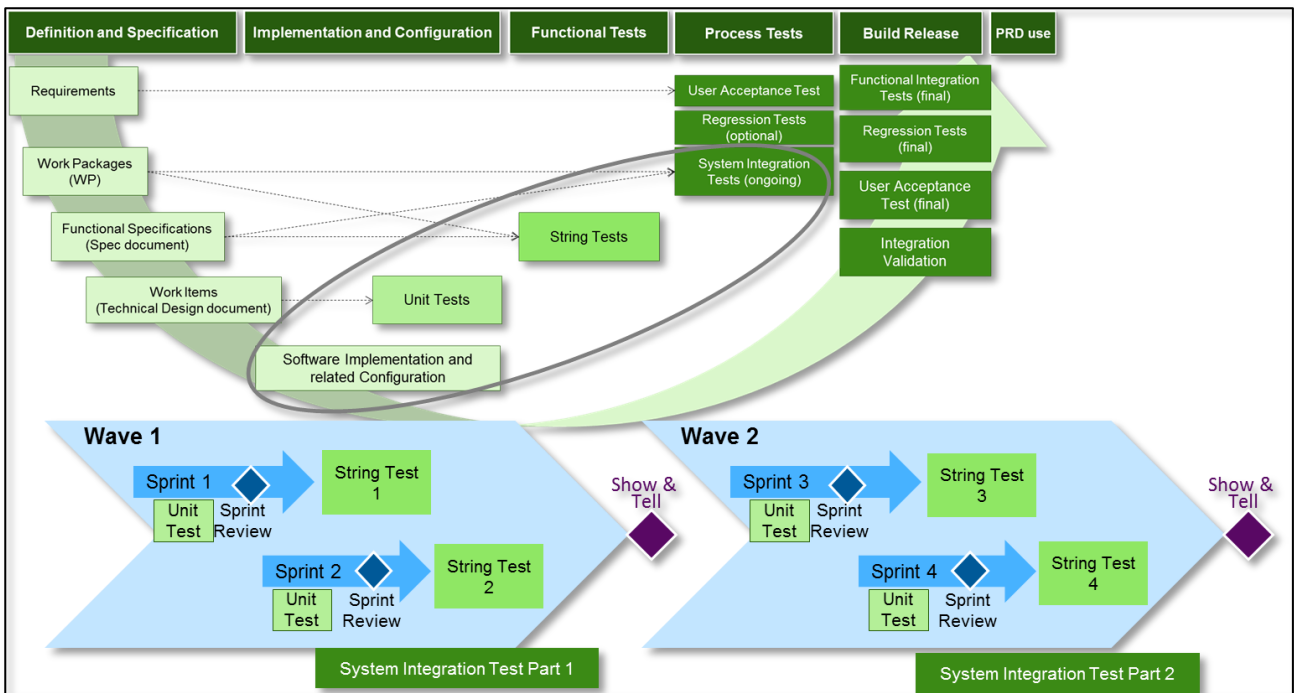 Definition and Specification
Implementation and Configuration
Functional Tests
Process Tests
Build Release
PRD use
Requirements
User Acceptance Test
Functional Integration
Tests (final)
Regression Tests
(optional)
Regression Tests
(final)
Work Packages
(WP)
System Integration
Tests (ongoing)
User Acceptance
Test (final)
Functional Specifications
(Spec document)
String Tests
Integration
Validation
Work Items
(Technical Design document)
Unit Tests
Software Implementation and
related Configuration
Wave 1
Sprint 1
Unit
Test
Sprint
Review
String Test
1
Sprint 2
Unit
Test
Sprint
Review
String Test
2
Show &
Tell
System Integration Test Part 1
Wave 2
Sprint 3
Unit
Test
Sprint
Review
String Test
3
Sprint 4
Unit
Test
Sprint
Review
String Test
4
Show &
Tell
System Integration Test Part 2